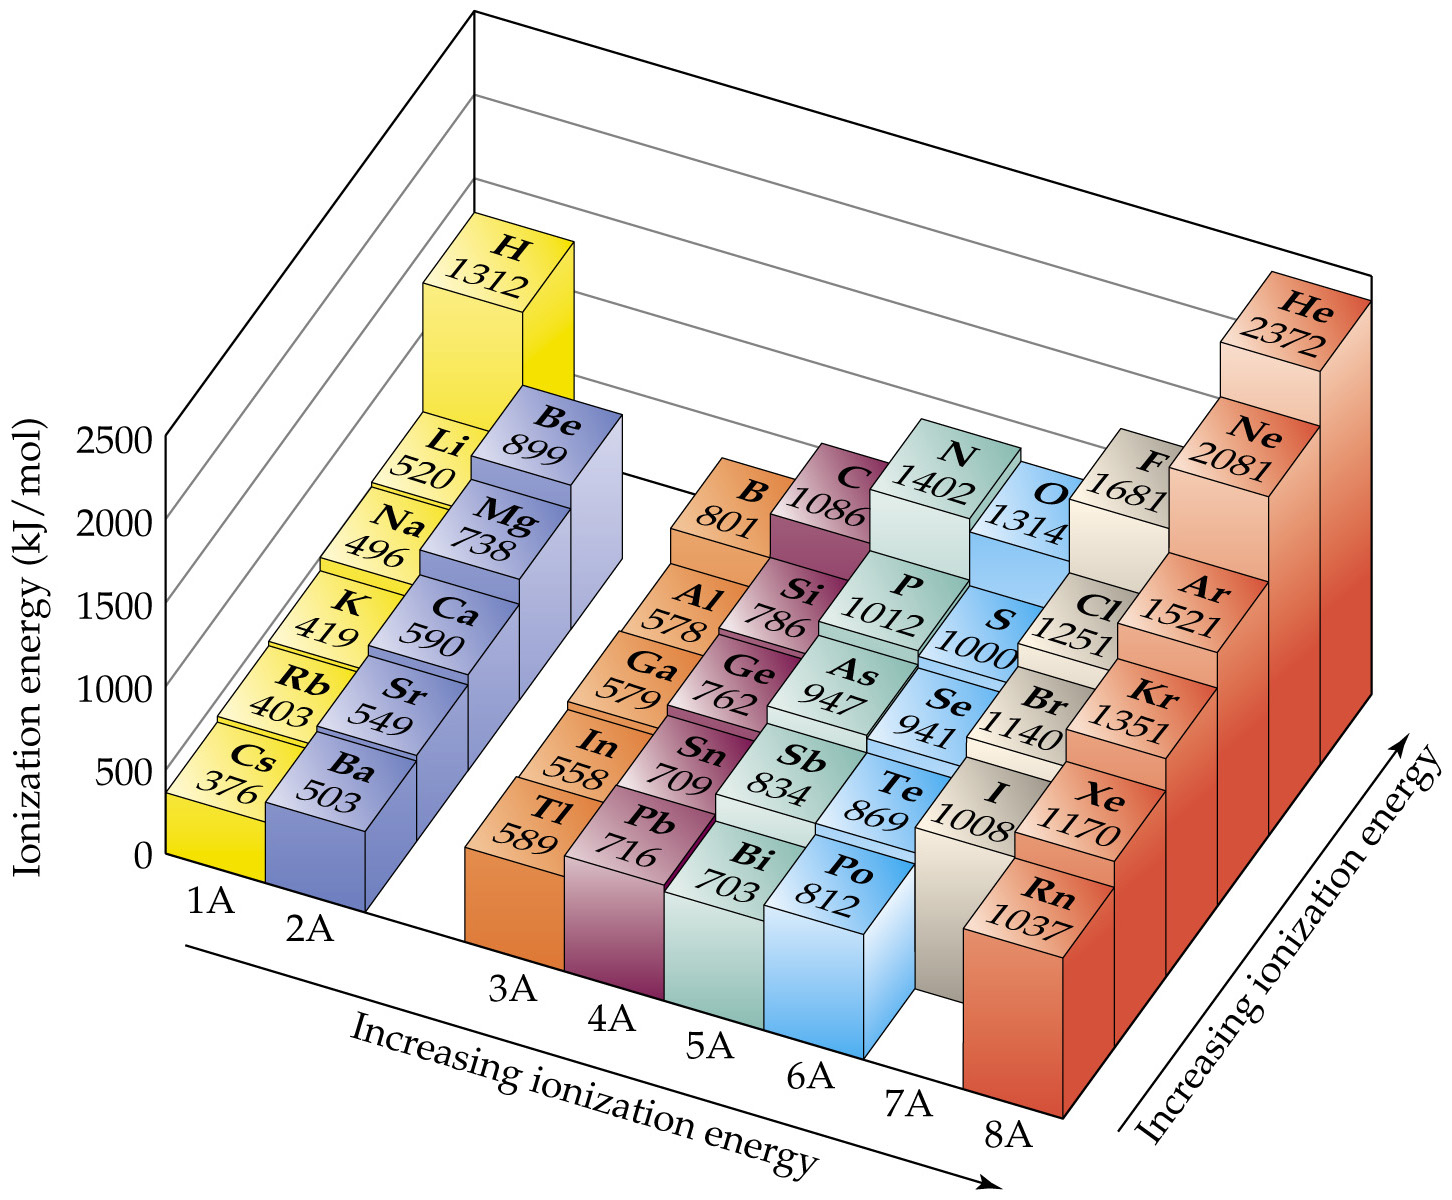 Ionization energy (kJ/mol)
2500
2000
1500
1000
500
0
H
1312
Li
520
Na
496
K
419
Rb
403
Cs
376
Be
899
Mg
738
Ca
590
Sr
549
Ba
503
B
801
Al
578
Ga
579
In
558
Tl
589
C
1086
Si
786
Ge
762
Sn
709
Pb
716
N
1402
P
1012
As
947
Sb
834
Bi
703
O
1314
S
1000
Se
941
Te
869
Po
812
F
1681
Cl
1251
Br
1140
I
1008
He
2372
Ne
2081
Ar
1521
Kr
1351
Xe
1170
Rn
1037
1A
2A
3A
4A
5A
6A
7A
8A
Increasing ionization energy
Increasing ionization energy